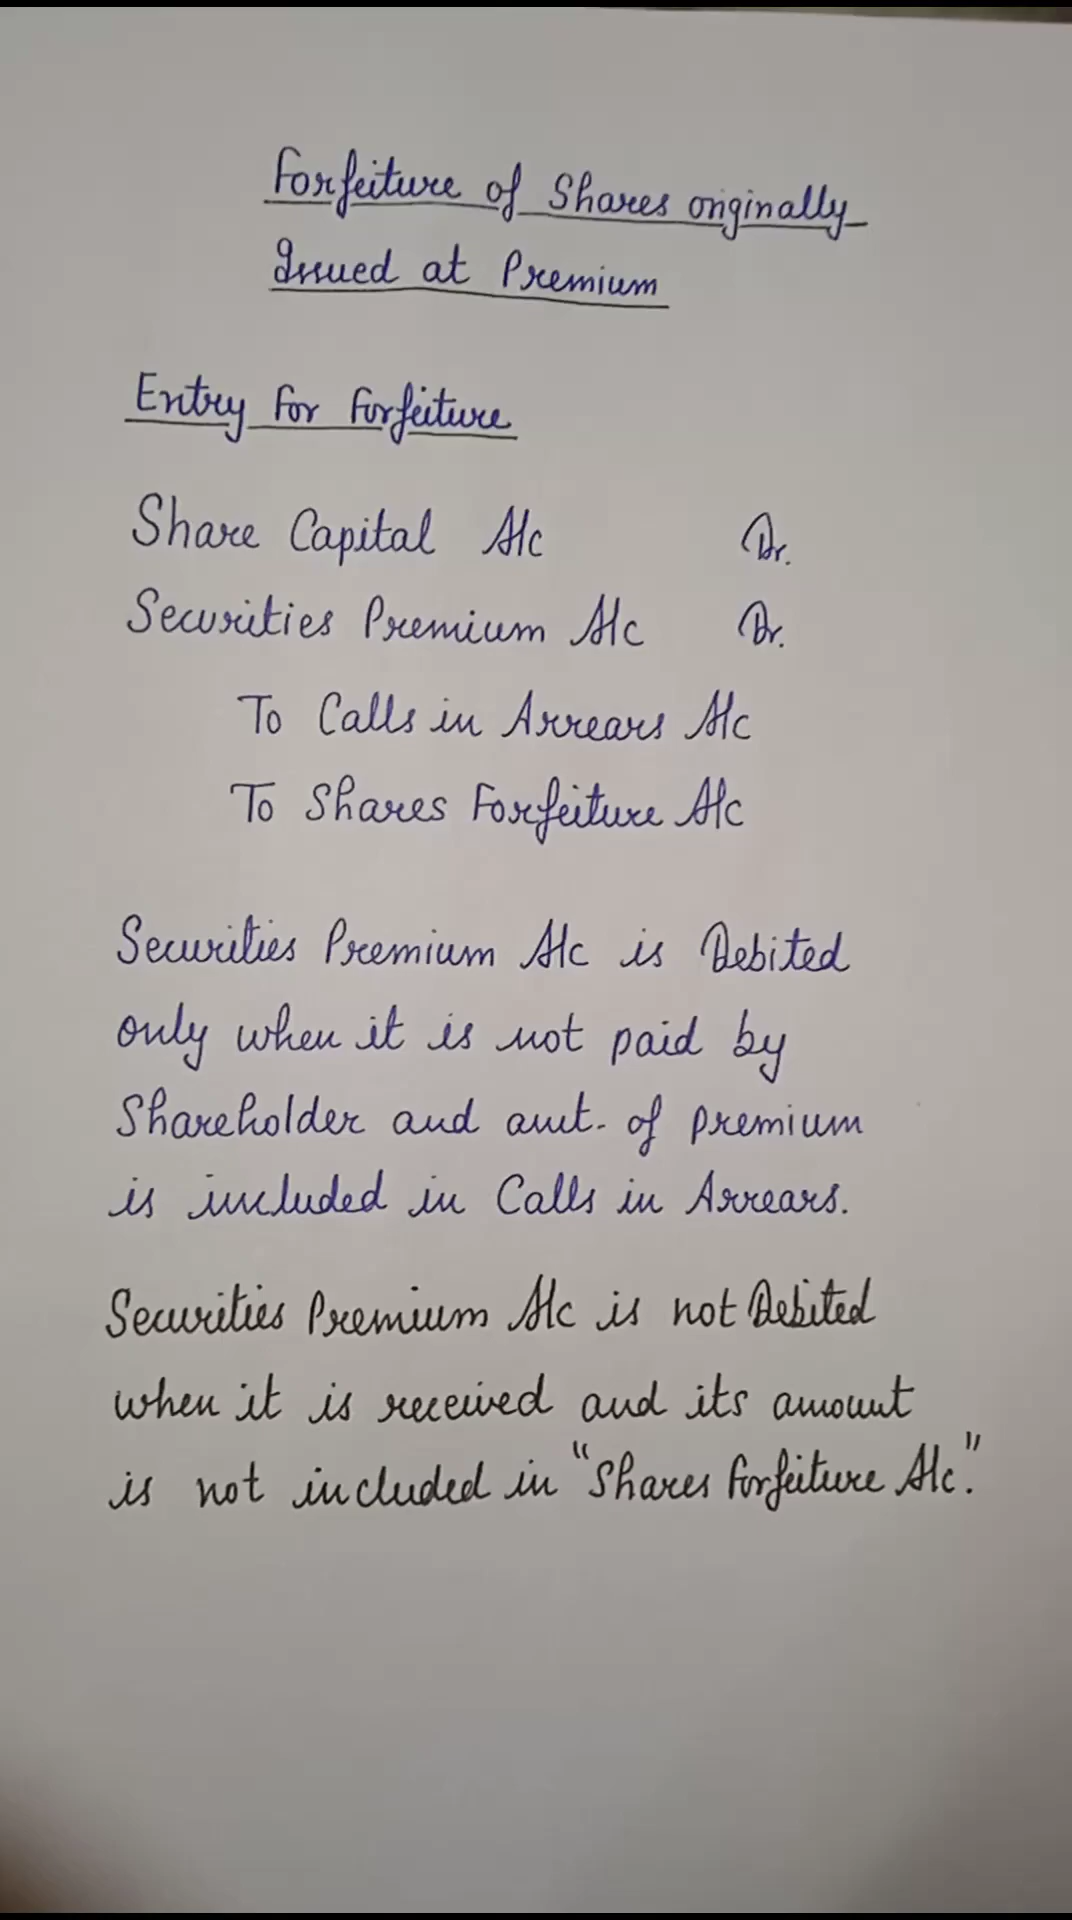 Forfeiture of Shares originally
Issued at Premium
Entry For Forfeiture
Share Capital A/c Dr.
Securities Premium A/c Dr.
To Calls in Arrears A/c
To Shares Forfeiture A/c
Securities Premium A/c is Debited
only when it is not paid by
Shareholder and amt. of premium
is included in Calls in Arrears.
Securities Premium A/c is not Debited
when it is received and its amount
is not included in "Shares Forfeiture A/c."